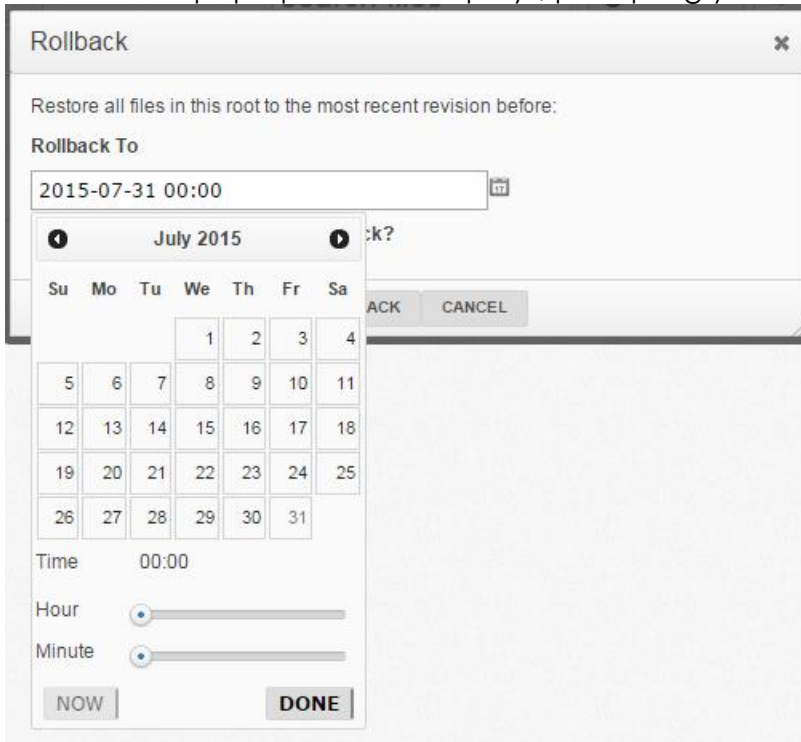 Rollback
Restore all files in this root to the most recent revision before:
Rollback To
2015-07-31 00:00
17
July 2015
ck?
Su Mo Tu We Th Fr Sa
ACK CANCEL
1 2 3 4
5 6 7 8 9 10 11
12 13 14 15 16 17 18
19 20 21 22 23 24 25
26 27 28 29 30 31
Time 00:00
Hour
Minute
NOW DONE